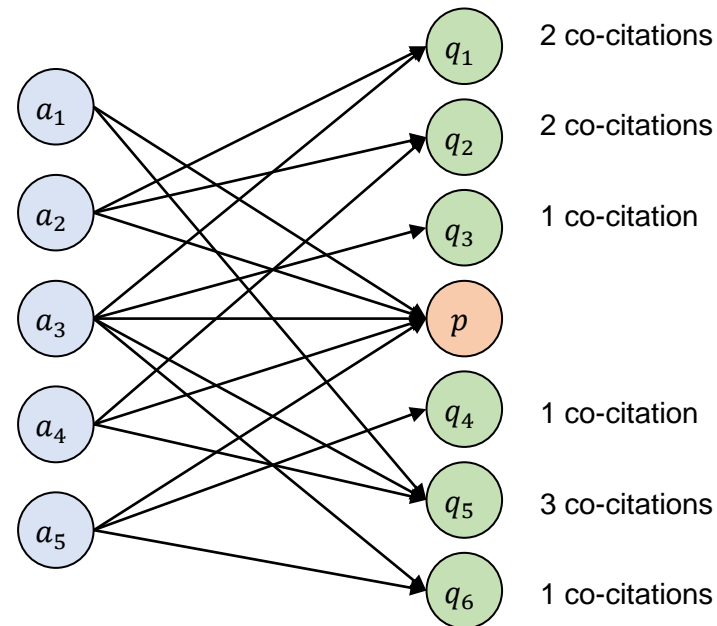 q₁ 2 co-citations
a₁
q₂ 2 co-citations
a₂
q₃ 1 co-citation
a₃ p
a₄
q₄ 1 co-citation
a₅
q₅ 3 co-citations
q₆ 1 co-citations